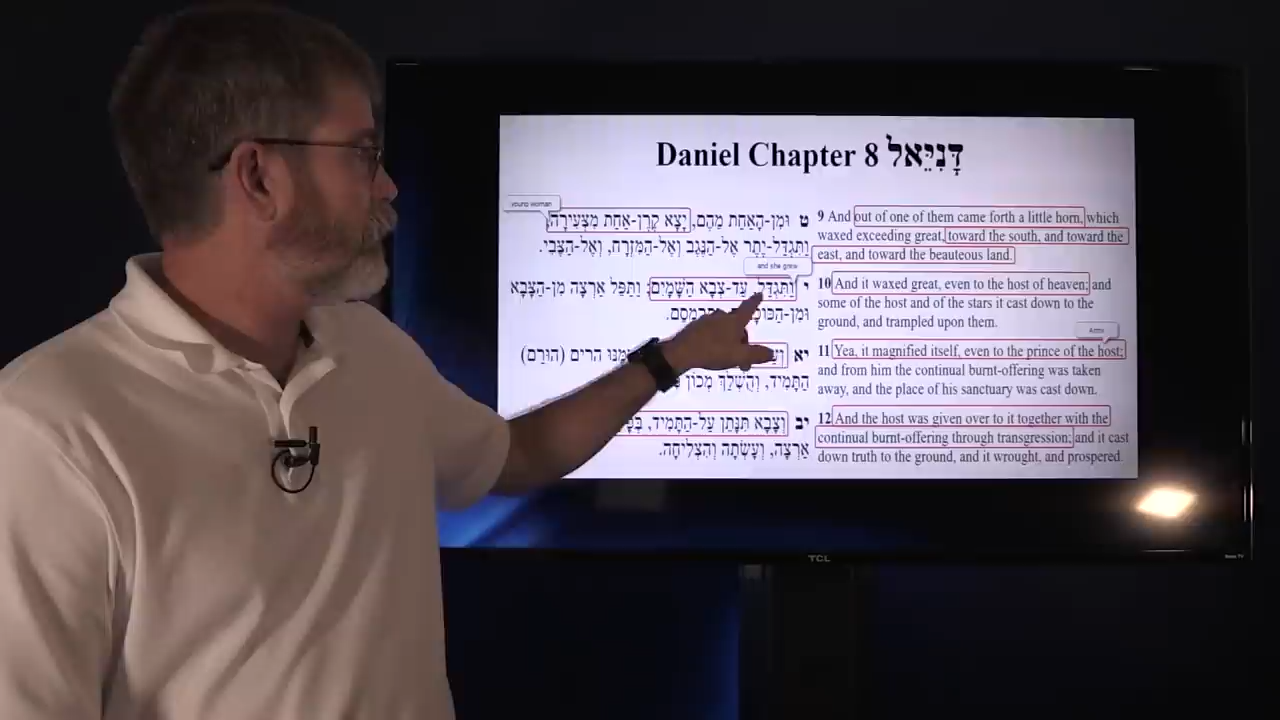 Daniel Chapter 8 דָּנִיֵּאל
young woman
ט וּמִן-הָאַחַת מֵהֶם, יָצָא קֶרֶן-אַחַת מִצְּעִירָה;
וַתִּגְדַּל-יֶתֶר אֶל-הַנֶּגֶב וְאֶל-הַמִּזְרָח, וְאֶל-הַצֶּבִי.
and she grew
י וַתִּגְדַּל, עַד-צְבָא הַשָּׁמָיִם; וַתַּפֵּל אַרְצָה מִן-הַצָּבָא
וּמִן-הַכּוֹכָבִים
יא הרים (הוּרַם)
הַתָּמִיד, וְהֻשְׁלַךְ מְכוֹן
יב וְצָבָא תִּנָּתֵן עַל-הַתָּמִיד,
אַרְצָה, וְעָשְׂתָה וְהִצְלִיחָה.
9 And out of one of them came forth a little horn, which
waxed exceeding great, toward the south, and toward the
east, and toward the beauteous land.
10 And it waxed great, even to the host of heaven; and
some of the host and of the stars it cast down to the
ground, and trampled upon them.
Army
11 Yea, it magnified itself, even to the prince of the host;
and from him the continual burnt-offering was taken
away, and the place of his sanctuary was cast down.
12 And the host was given over to it together with the
continual burnt-offering through transgression; and it cast
down truth to the ground, and it wrought, and prospered.
TCL
Roku TV